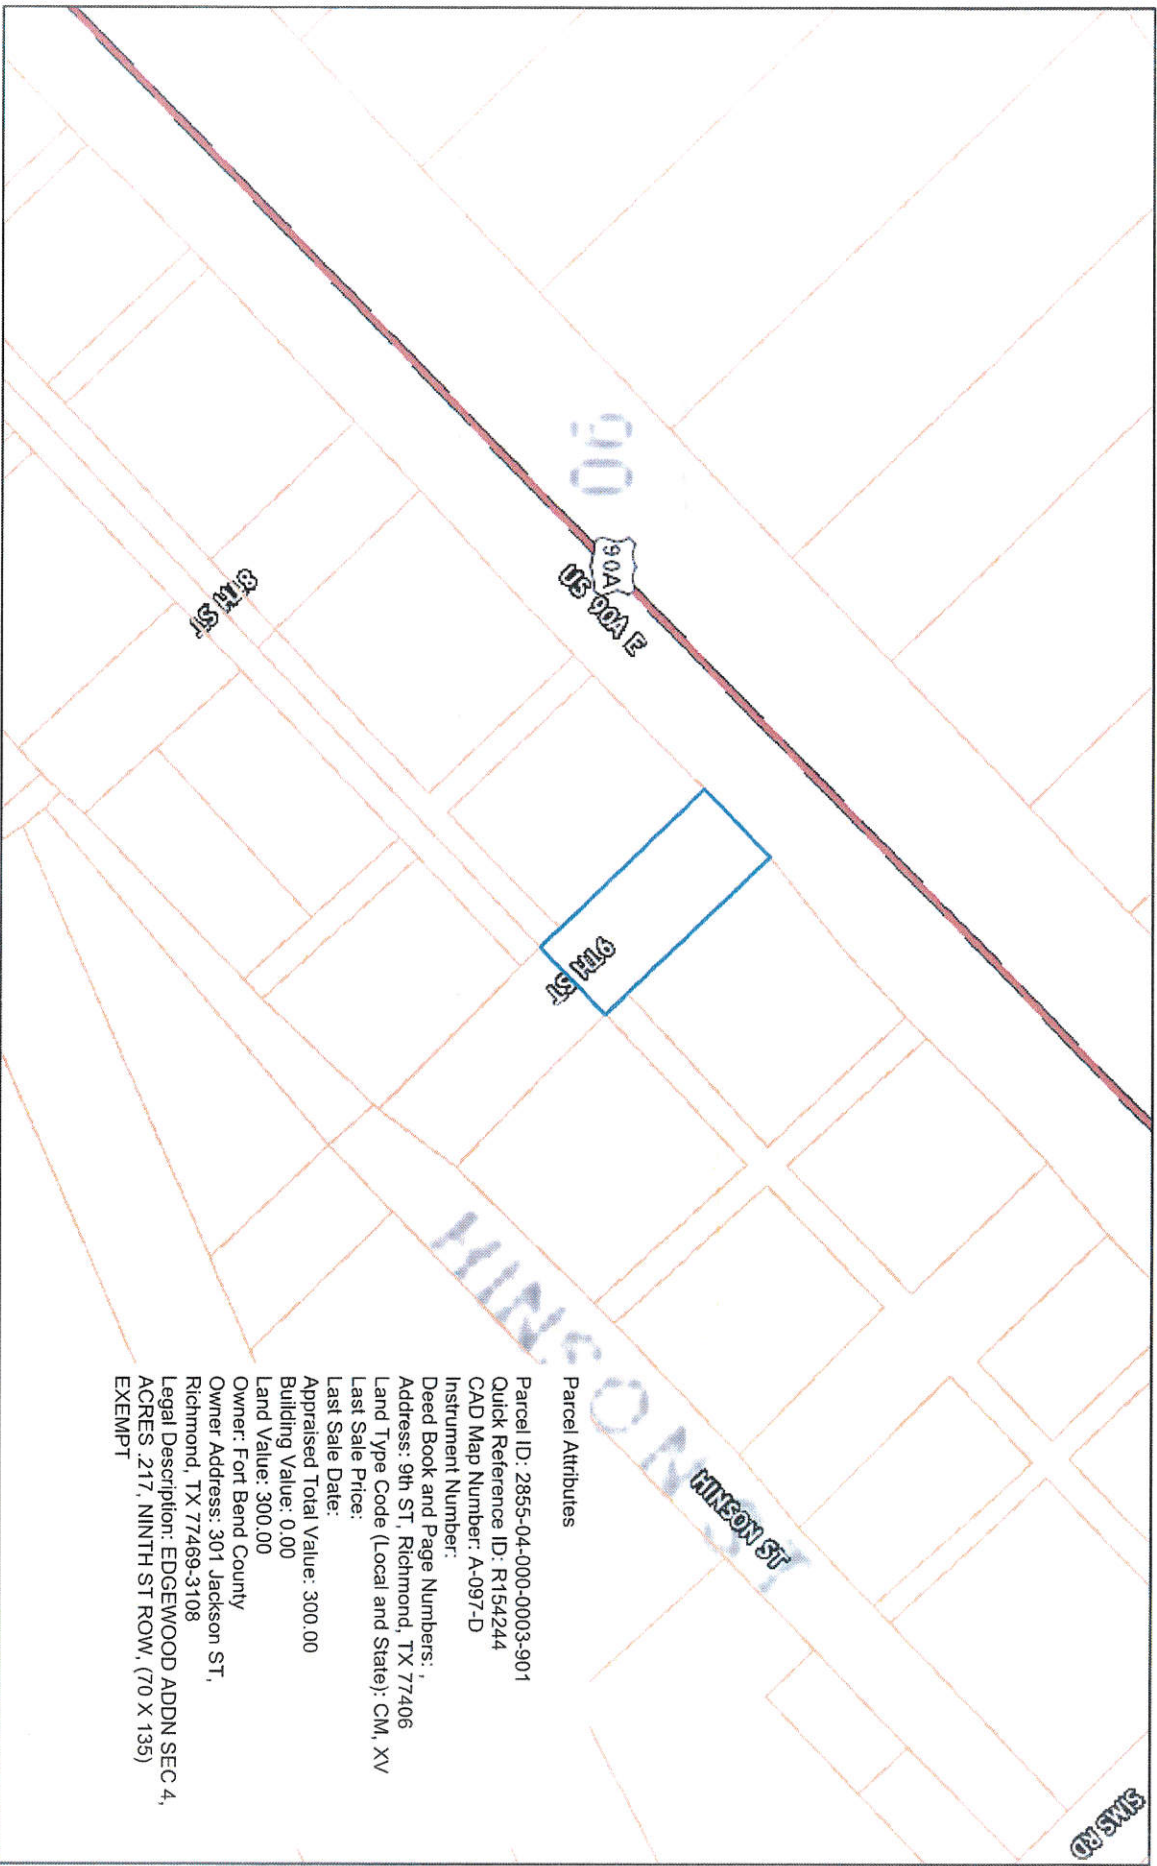 SIMS RD
HINSON ST
HINSON ST
90
90A
US 90A E
9TH ST
8TH ST
Parcel Attributes
Parcel ID: 2855-04-000-0003-901
Quick Reference ID: R154244
CAD Map Number: A-097-D
Instrument Number:
Deed Book and Page Numbers: ,
Address: 9th ST, Richmond, TX 77406
Land Type Code (Local and State): CM, XV
Last Sale Price:
Last Sale Date:
Appraised Total Value: 300.00
Building Value: 0.00
Land Value: 300.00
Owner: Fort Bend County
Owner Address: 301 Jackson ST,
Richmond, TX 77469-3108
Legal Description: EDGEWOOD ADDN SEC 4,
ACRES .217, NINTH ST ROW, (70 X 135)
EXEMPT